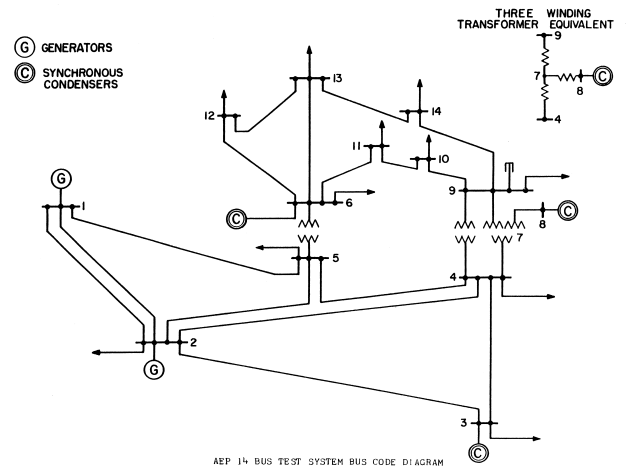 THREE WINDING
TRANSFORMER EQUIVALENT
9
7
C
8
4
G GENERATORS
C SYNCHRONOUS
CONDENSERS
13
12
14
11
10
G
1
9
C
6
8
C
7
5
4
2
G
3
C
AEP 14 BUS TEST SYSTEM BUS CODE DIAGRAM